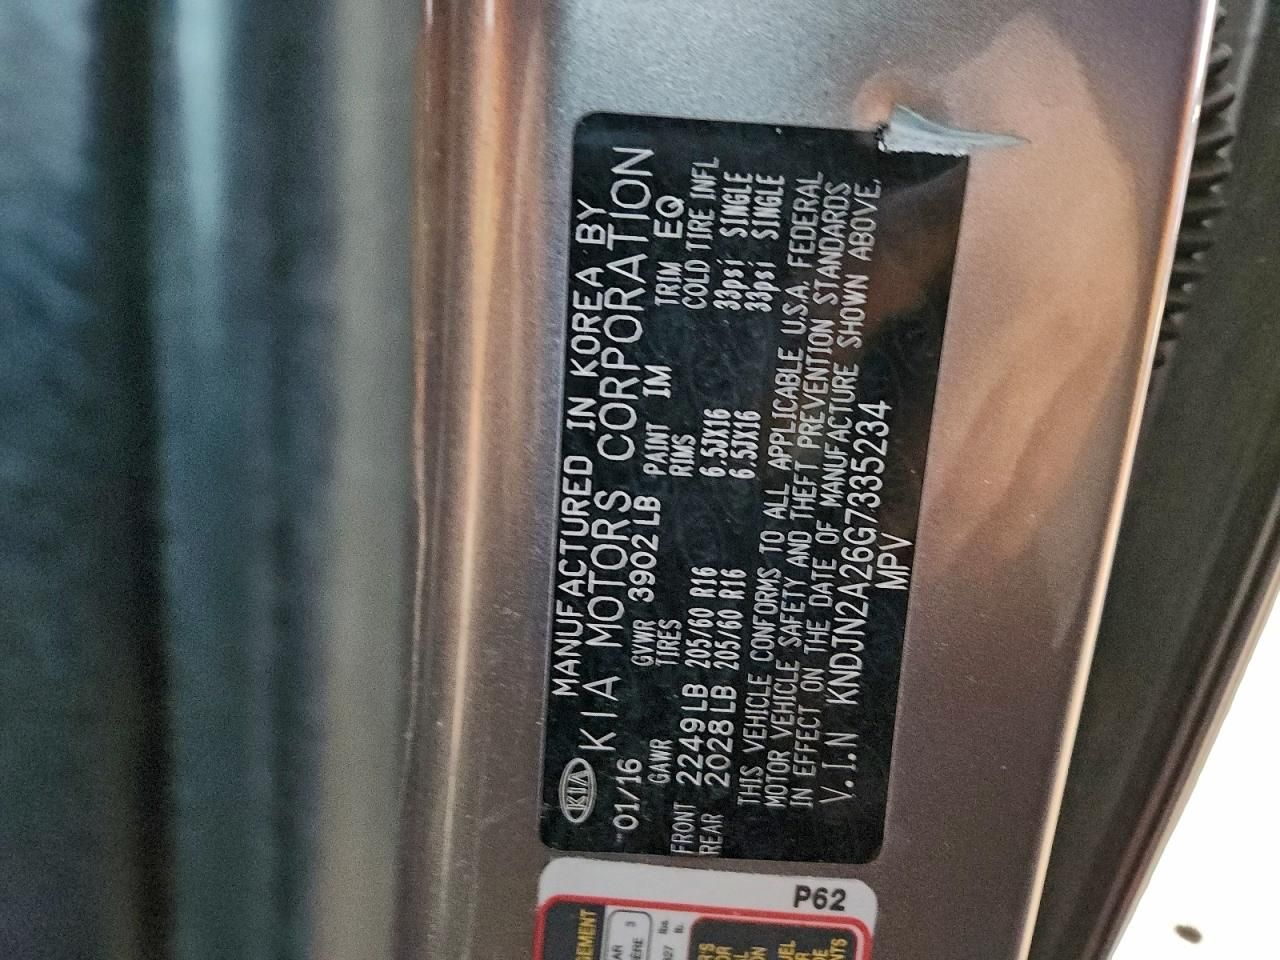 KIA
MANUFACTURED IN KOREA BY
KIA MOTORS CORPORATION
01/16 GVWR 3902LB PAINT IM TRIM EQ
GAWR TIRES RIMS COLD TIRE INFL
FRONT 2249LB 205/60 R16 6.5JX16 33psi SINGLE
REAR 2028LB 205/60 R16 6.5JX16 33psi SINGLE
THIS VEHICLE CONFORMS TO ALL APPLICABLE U.S.A. FEDERAL
MOTOR VEHICLE SAFETY AND THEFT PREVENTION STANDARDS
IN EFFECT ON THE DATE OF MANUFACTURE SHOWN ABOVE.
V.I.N KNDJN2A26G7335234
MPV
P62